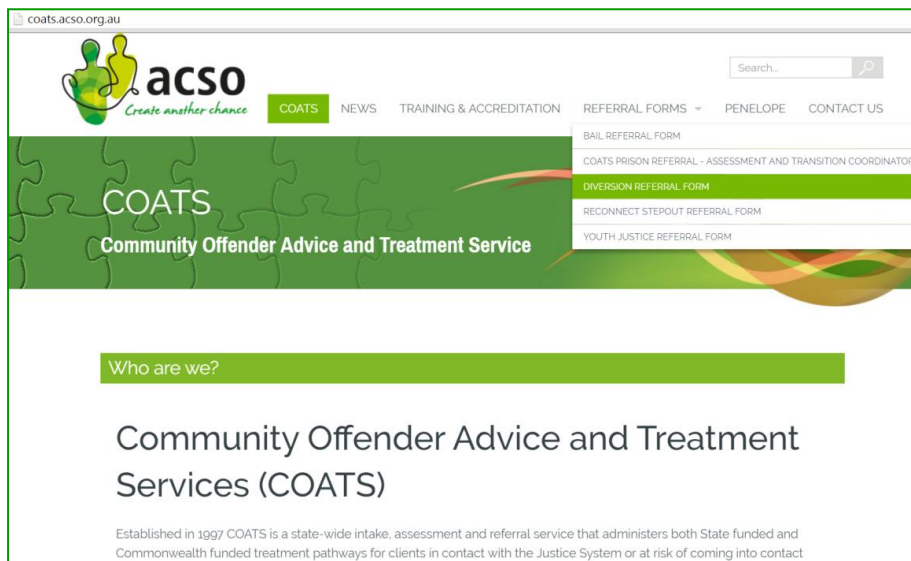 coats.acso.org.au
acso
Create another chance
Search...
COATS NEWS TRAINING & ACCREDITATION REFERRAL FORMS PENELOPE CONTACT US
BAIL REFERRAL FORM
COATS PRISON REFERRAL - ASSESSMENT AND TRANSITION COORDINATOR
DIVERSION REFERRAL FORM
RECONNECT STEPOUT REFERRAL FORM
YOUTH JUSTICE REFERRAL FORM
COATS
Community Offender Advice and Treatment Service
Who are we?
Community Offender Advice and Treatment
Services (COATS)
Established in 1997 COATS is a state-wide intake, assessment and referral service that administers both State funded and
Commonwealth funded treatment pathways for clients in contact with the Justice System or at risk of coming into contact